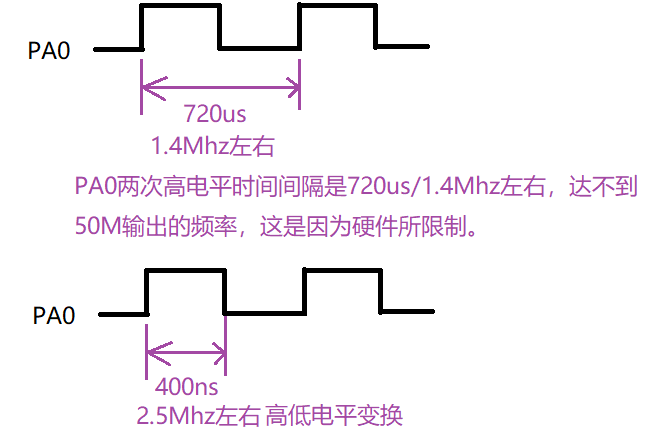 PA0
720us
1.4Mhz左右
PA0两次高电平时间间隔是720us/1.4Mhz左右，达不到
50M输出的频率，这是因为硬件所限制。
PA0
400ns
2.5Mhz左右 高低电平变换